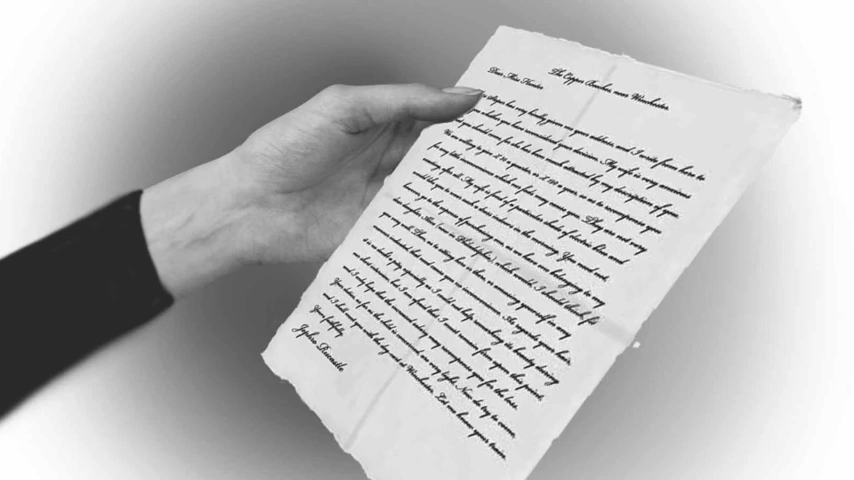 The Copper Beeches near Winchester,
Dear Miss Hunter
has very kindly given me your address, and I write from here to
you whether you have reconsidered your decision. My wife is very anxious
that you should come, for she has been much attracted by my description of you.
We are willing to give £30 a quarter, or £120 a year, so as to recompense you
for any little inconvenience which our fads may cause you. They are not very
exacting, after all. My wife is fond of a particular shade of electric blue and
would like you to wear such a dress indoors in the morning. You need not,
however, go to the expense of purchasing one, as we have one belonging to my
dear daughter Alice (now in Philadelphia), which would, I should think, fit
you very well. Then, as to sitting here or there, or amusing yourself in any
manner indicated, that need cause you no inconvenience. As regards your hair,
it is no doubt a pity, especially as I could not help remarking its beauty during
our short interview, but I am afraid that I must remain firm upon this point,
and I only hope that the increased salary may recompense you for the loss.
Your duties, as far as the child is concerned, are very light. Now do try to come,
and I shall meet you with the dog-cart at Winchester. Let me know your train.
Yours faithfully,
Jephro Rucastle.